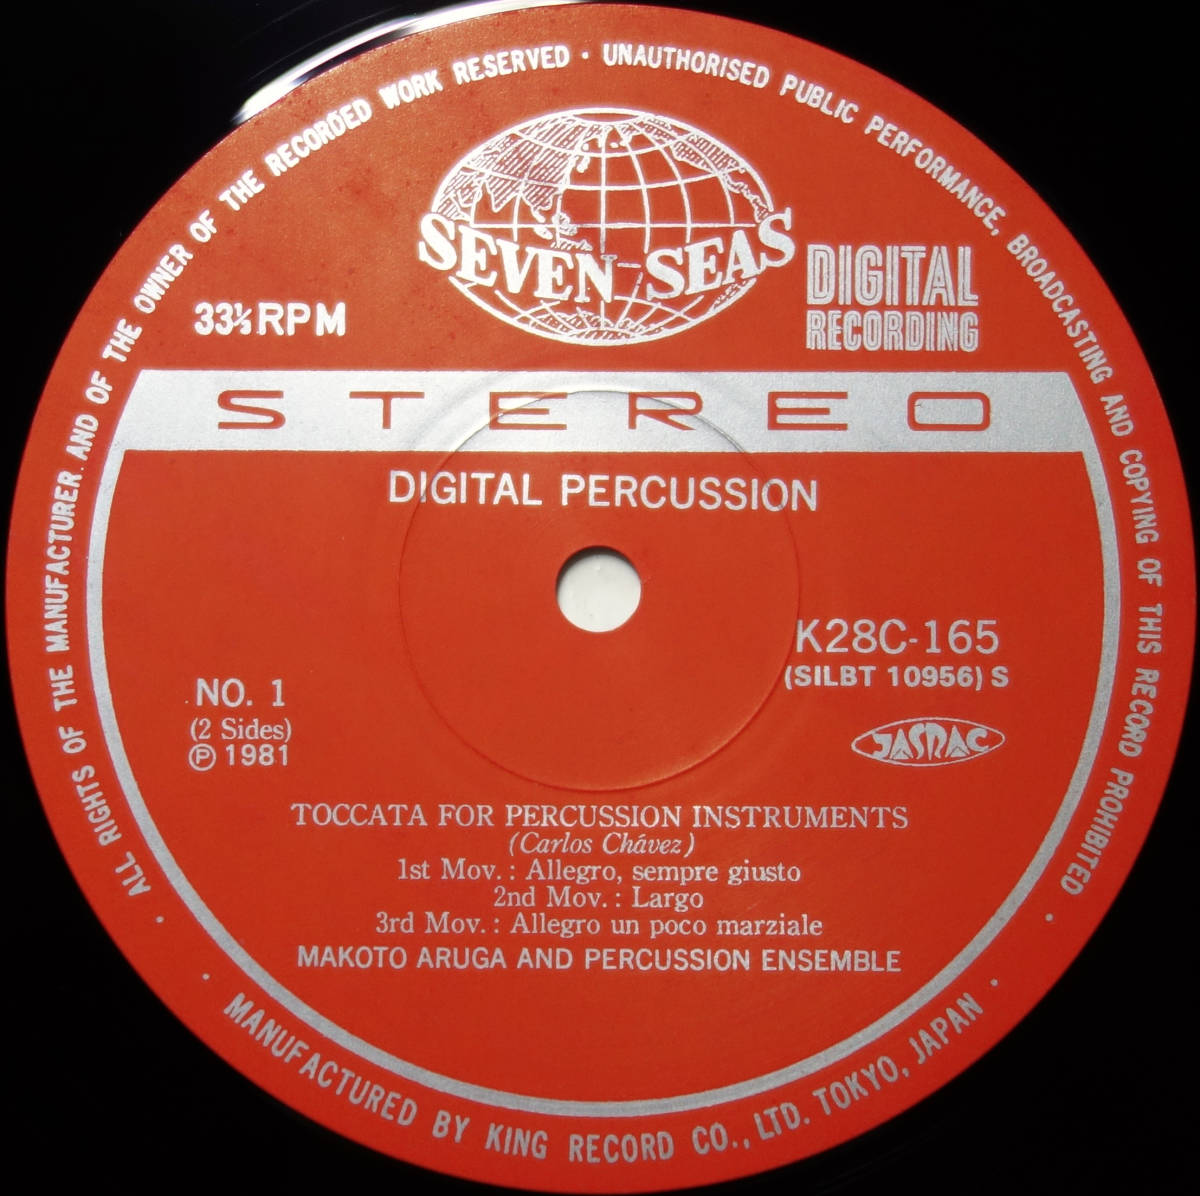 ALL RIGHTS OF THE MANUFACTURER AND OF THE OWNER OF THE RECORDED WORK RESERVED · UNAUTHORISED PUBLIC PERFORMANCE, BROADCASTING AND COPYING OF THIS RECORD PROHIBITED ·
SEVEN SEAS
33⅓RPM
DIGITAL
RECORDING
STEREO
DIGITAL PERCUSSION
K28C-165
(SILBT 10956) S
NO. 1
(2 Sides)
Ⓟ 1981
JASRAC
TOCCATA FOR PERCUSSION INSTRUMENTS
(Carlos Chávez)
1st Mov. : Allegro, sempre giusto
2nd Mov. : Largo
3rd Mov. : Allegro un poco marziale
MAKOTO ARUGA AND PERCUSSION ENSEMBLE
· MANUFACTURED BY KING RECORD CO., LTD. TOKYO, JAPAN ·